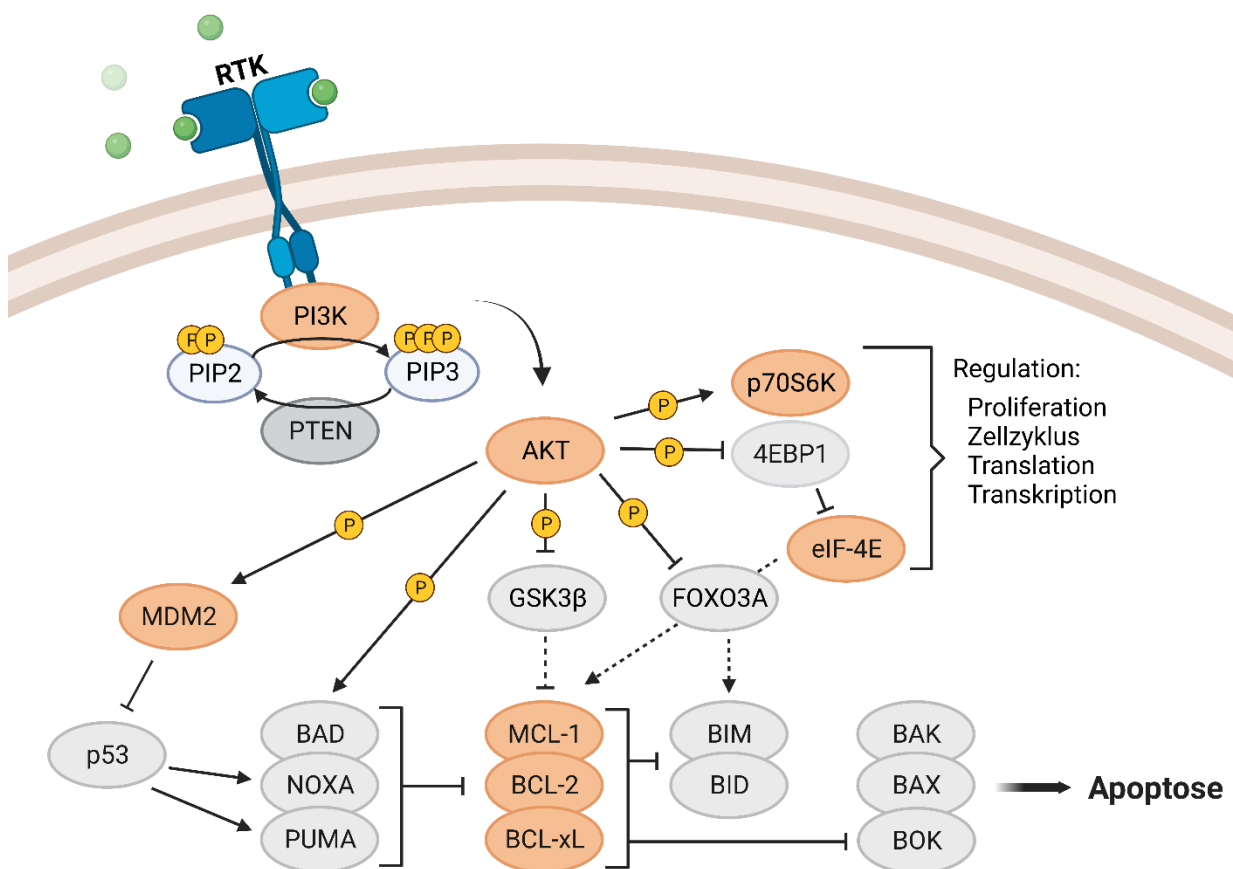 RTK
PI3K
P P
P P P
PIP2
PIP3
PTEN
AKT
P
p70S6K
P
4EBP1
eIF-4E
Regulation:
Proliferation
Zellzyklus
Translation
Transkription
P
P
P
P
MDM2
GSK3β
FOXO3A
p53
BAD
NOXA
PUMA
MCL-1
BCL-2
BCL-xL
BIM
BID
BAK
BAX
BOK
Apoptose